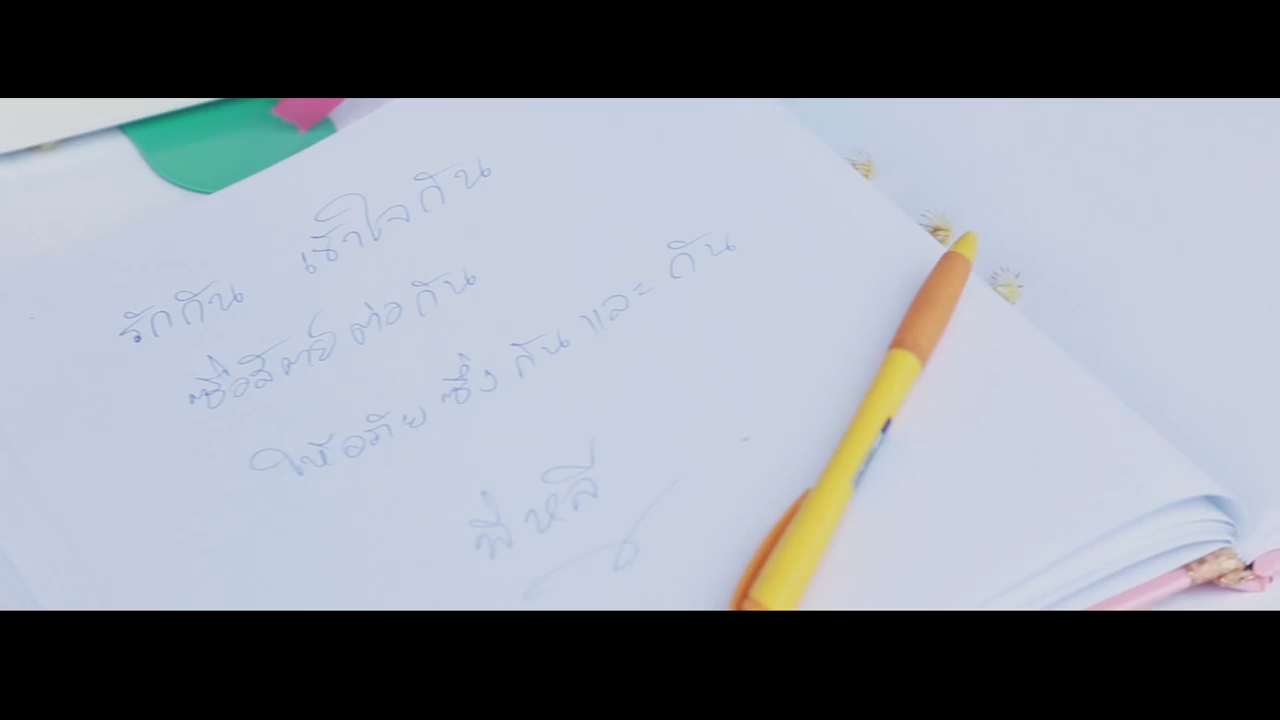 รักกัน เข้าใจกัน
ซื่อสัตย์ต่อกัน
ให้อภัย ซึ่งกันและกัน
พี่หลี